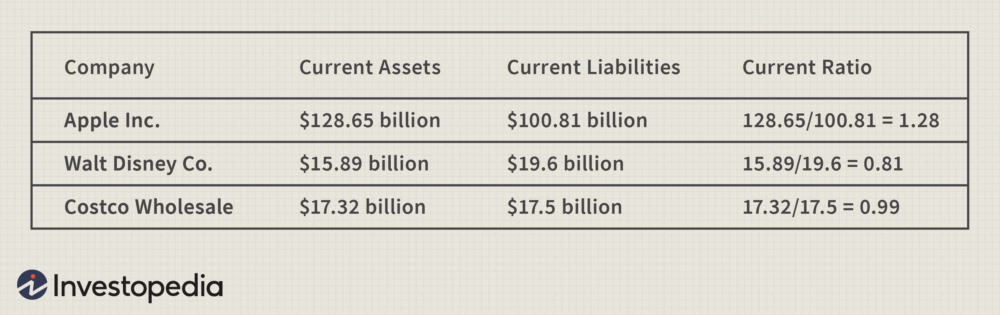 Company Current Assets Current Liabilities Current Ratio
Apple Inc. $128.65 billion $100.81 billion 128.65/100.81 = 1.28
Walt Disney Co. $15.89 billion $19.6 billion 15.89/19.6 = 0.81
Costco Wholesale $17.32 billion $17.5 billion 17.32/17.5 = 0.99
Investopedia